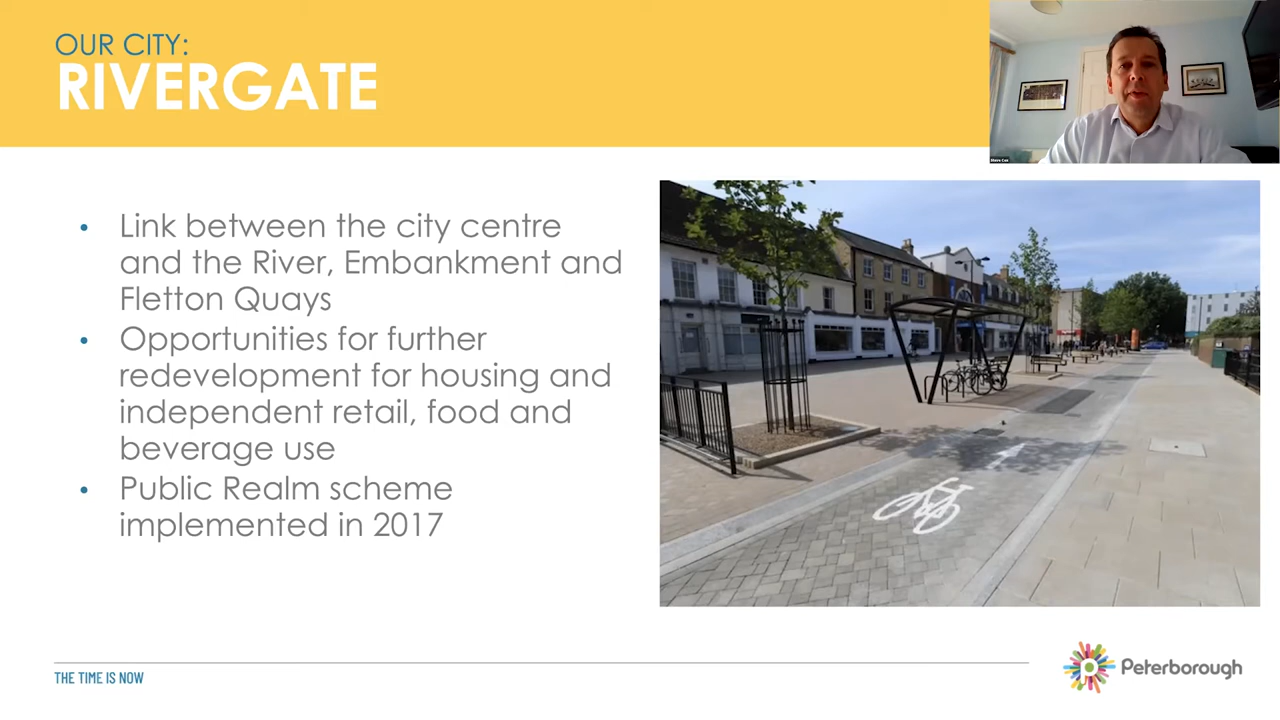 OUR CITY:
RIVERGATE
Steve Cox
• Link between the city centre
and the River, Embankment and
Fletton Quays
• Opportunities for further
redevelopment for housing and
independent retail, food and
beverage use
• Public Realm scheme
implemented in 2017
THE TIME IS NOW
Peterborough